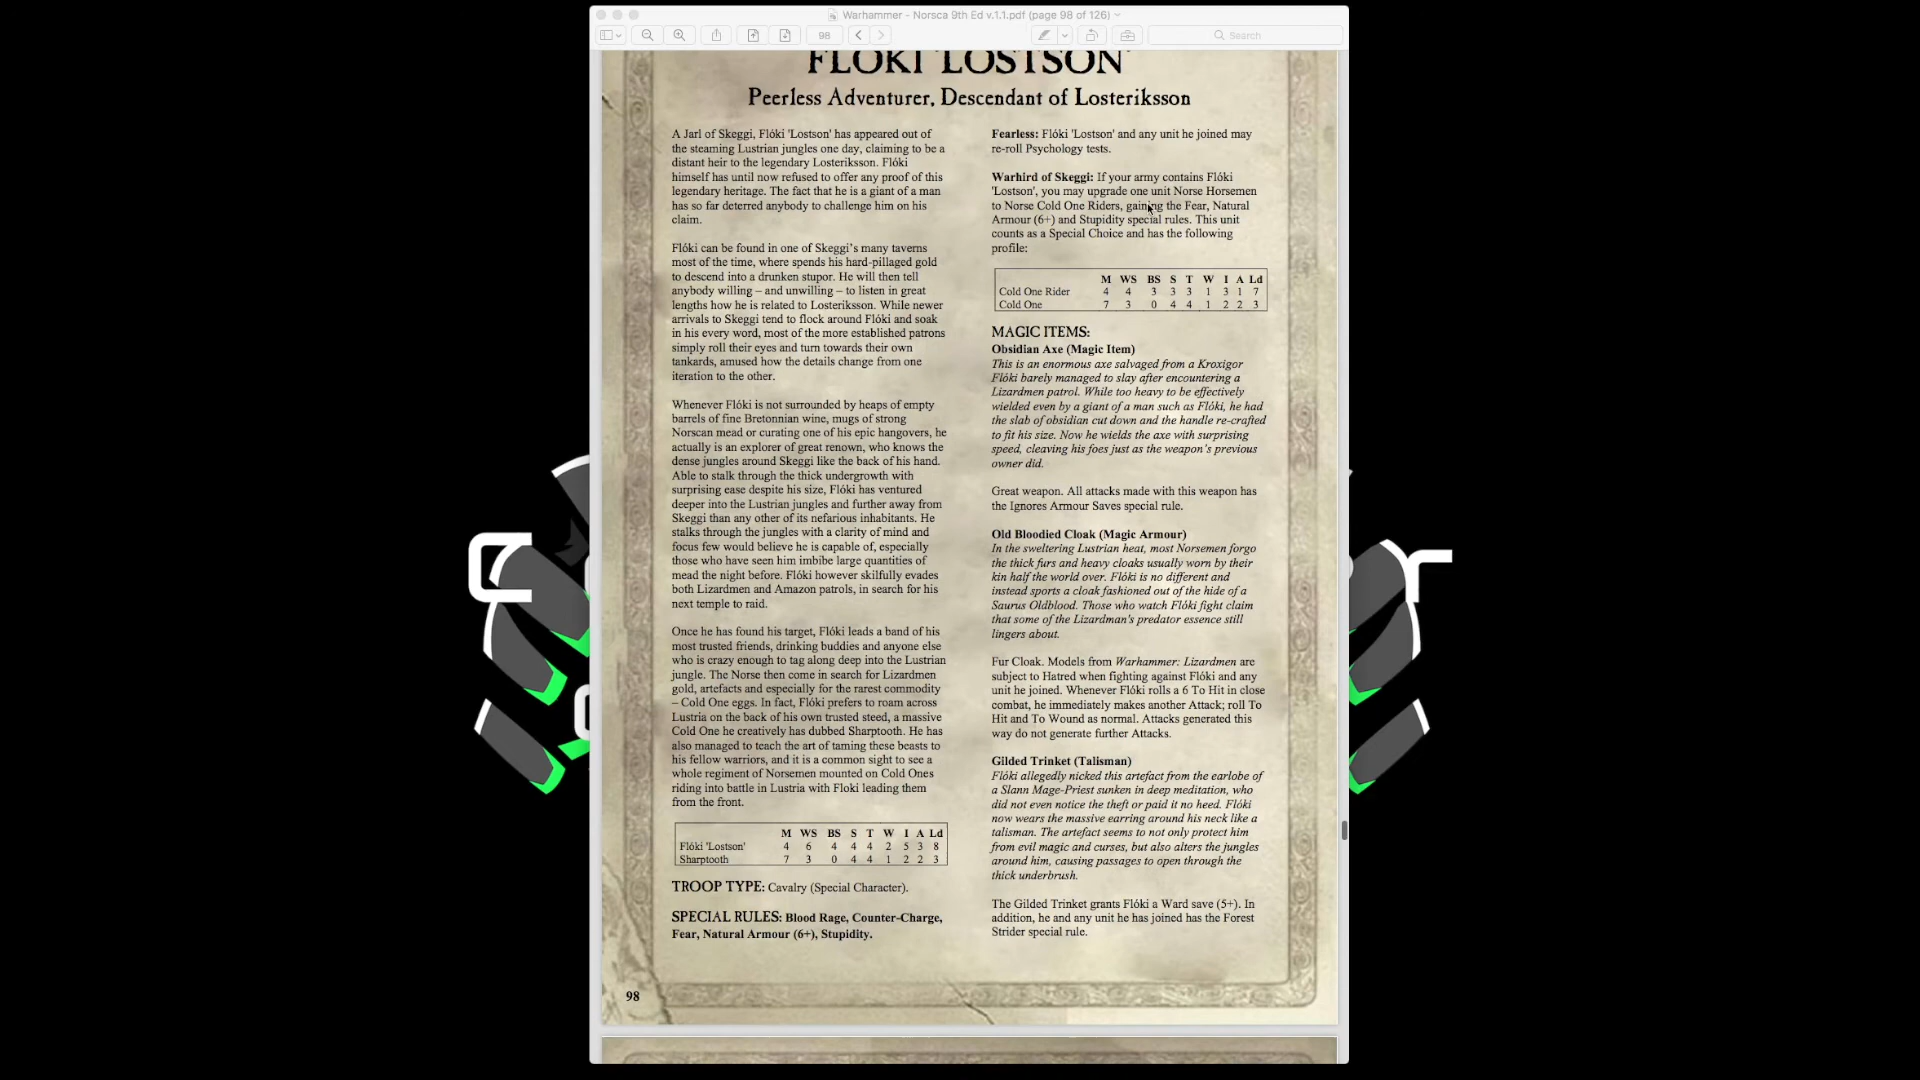 Warhammer - Norsca 9th Ed v.1.1.pdf (page 98 of 126)
98
Search
FLÓKI 'LOSTSON'
Peerless Adventurer, Descendant of Losteriksson
A Jarl of Skeggi, Flóki 'Lostson' has appeared out of
the steaming Lustrian jungles one day, claiming to be a
distant heir to the legendary Losteriksson. Flóki
himself has until now refused to offer any proof of this
legendary heritage. The fact that he is a giant of a man
has so far deterred anybody to challenge him on his
claim.
Flóki can be found in one of Skeggi's many taverns
most of the time, where spends his hard-pillaged gold
to descend into a drunken stupor. He will then tell
anybody willing – and unwilling – to listen in great
lengths how he is related to Losteriksson. While newer
arrivals to Skeggi tend to flock around Flóki and soak
in his every word, most of the more established patrons
simply roll their eyes and turn towards their own
tankards, amused how the details change from one
iteration to the other.
Whenever Flóki is not surrounded by heaps of empty
barrels of fine Bretonnian wine, mugs of strong
Norscan mead or curating one of his epic hangovers, he
actually is an explorer of great renown, who knows the
dense jungles around Skeggi like the back of his hand.
Able to stalk through the thick undergrowth with
surprising ease despite his size, Flóki has ventured
deeper into the Lustrian jungles and further away from
Skeggi than any other of its nefarious inhabitants. He
stalks through the jungles with a clarity of mind and
focus few would believe he is capable of, especially
those who have seen him imbibe large quantities of
mead the night before. Flóki however skilfully evades
both Lizardmen and Amazon patrols, in search for his
next temple to raid.
Once he has found his target, Flóki leads a band of his
most trusted friends, drinking buddies and anyone else
who is crazy enough to tag along deep into the Lustrian
jungle. The Norse then come in search for Lizardmen
gold, artefacts and especially for the rarest commodity
– Cold One eggs. In fact, Flóki prefers to roam across
Lustria on the back of his own trusted steed, a massive
Cold One he creatively has dubbed Sharptooth. He has
also managed to teach the art of taming these beasts to
his fellow warriors, and it is a common sight to see a
whole regiment of Norsemen mounted on Cold Ones
riding into battle in Lustria with Floki leading them
from the front.
M WS BS S T W I A Ld
Flóki 'Lostson' 4 6 4 4 4 2 5 3 8
Sharptooth 7 3 0 4 4 1 2 2 3
TROOP TYPE: Cavalry (Special Character).
SPECIAL RULES: Blood Rage, Counter-Charge,
Fear, Natural Armour (6+), Stupidity.
98
Fearless: Flóki 'Lostson' and any unit he joined may
re-roll Psychology tests.
Warhird of Skeggi: If your army contains Flóki
'Lostson', you may upgrade one unit Norse Horsemen
to Norse Cold One Riders, gaining the Fear, Natural
Armour (6+) and Stupidity special rules. This unit
counts as a Special Choice and has the following
profile:
M WS BS S T W I A Ld
Cold One Rider 4 4 3 3 3 1 3 1 7
Cold One 7 3 0 4 4 1 2 2 3
MAGIC ITEMS:
Obsidian Axe (Magic Item)
This is an enormous axe salvaged from a Kroxigor
Flóki barely managed to slay after encountering a
Lizardmen patrol. While too heavy to be effectively
wielded even by a giant of a man such as Flóki, he had
the slab of obsidian cut down and the handle re-crafted
to fit his size. Now he wields the axe with surprising
speed, cleaving his foes just as the weapon's previous
owner did.
Great weapon. All attacks made with this weapon has
the Ignores Armour Saves special rule.
Old Bloodied Cloak (Magic Armour)
In the sweltering Lustrian heat, most Norsemen forgo
the thick furs and heavy cloaks usually worn by their
kin half the world over. Flóki is no different and
instead sports a cloak fashioned out of the hide of a
Saurus Oldblood. Those who watch Flóki fight claim
that some of the Lizardman's predator essence still
lingers about.
Fur Cloak. Models from Warhammer: Lizardmen are
subject to Hatred when fighting against Flóki and any
unit he joined. Whenever Flóki rolls a 6 To Hit in close
combat, he immediately makes another Attack; roll To
Hit and To Wound as normal. Attacks generated this
way do not generate further Attacks.
Gilded Trinket (Talisman)
Flóki allegedly nicked this artefact from the earlobe of
a Slann Mage-Priest sunken in deep meditation, who
did not even notice the theft or paid it no heed. Flóki
now wears the massive earring around his neck like a
talisman. The artefact seems to not only protect him
from evil magic and curses, but also alters the jungles
around him, causing passages to open through the
thick underbrush.
The Gilded Trinket grants Flóki a Ward save (5+). In
addition, he and any unit he has joined has the Forest
Strider special rule.